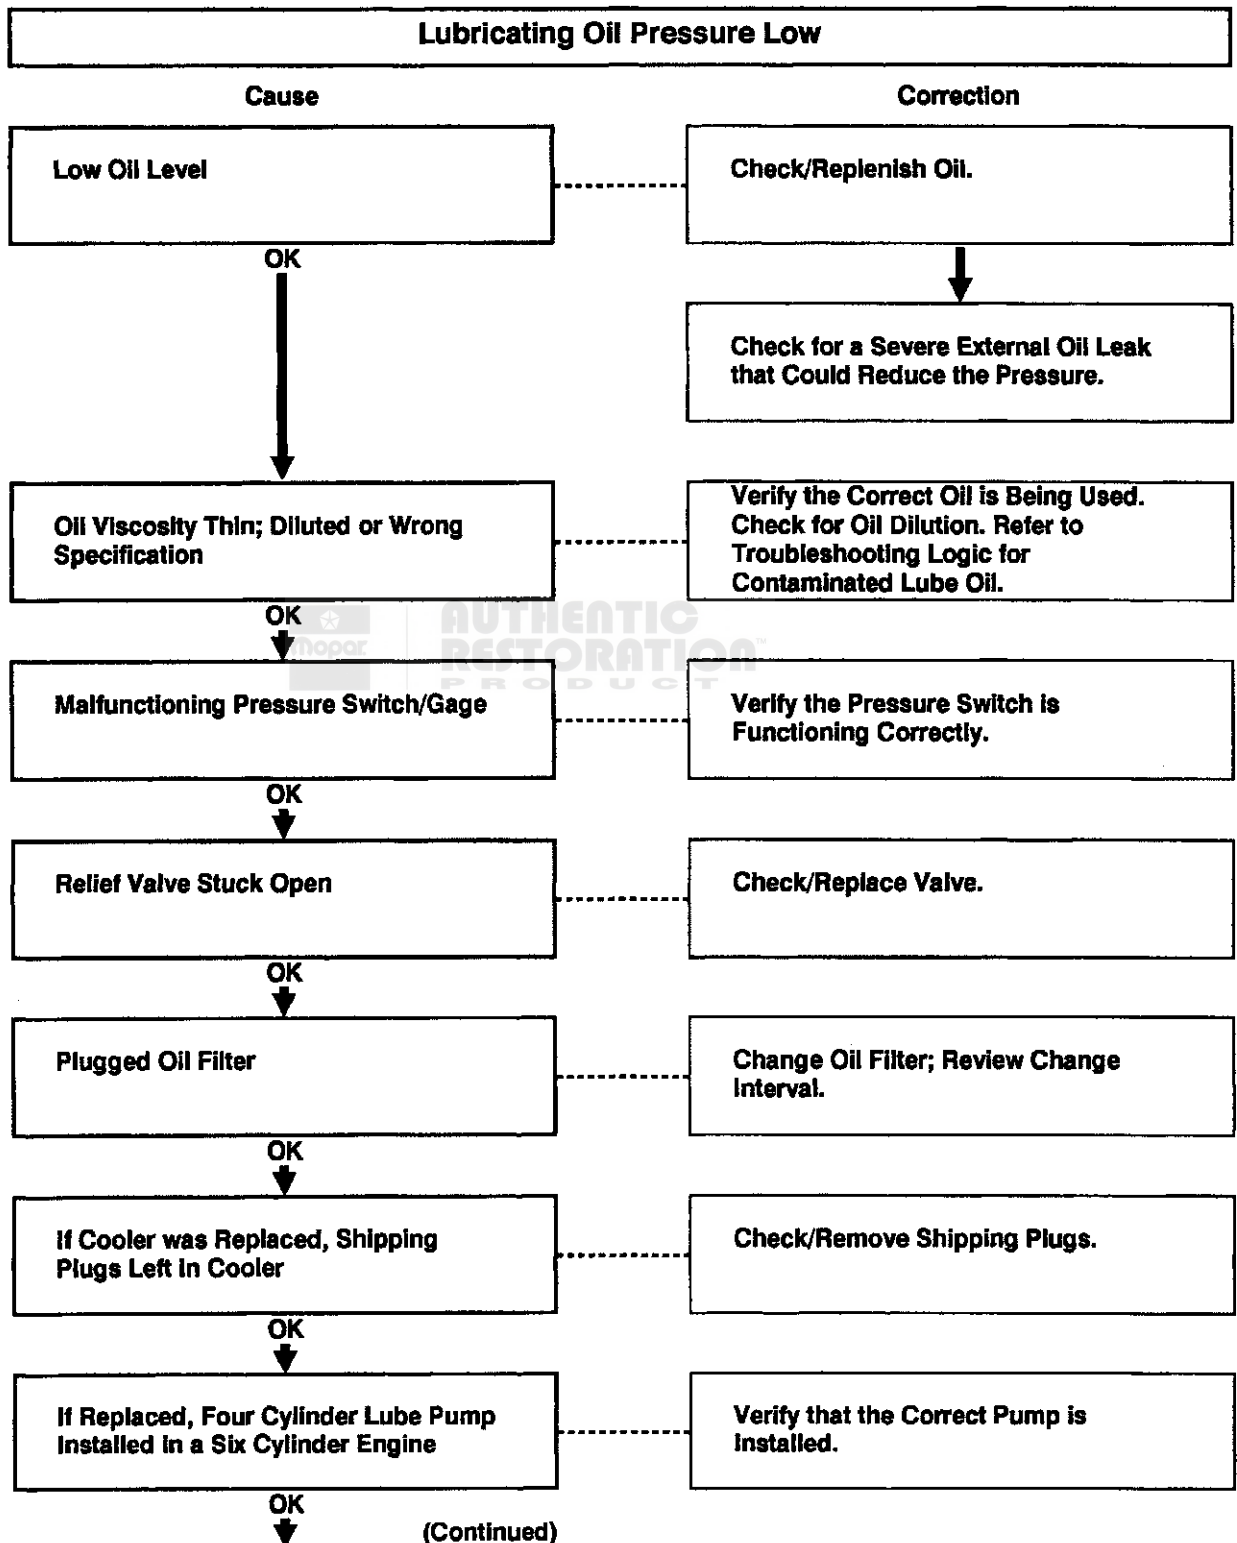 Lubricating Oil Pressure Low
Cause
Correction
Low Oil Level
Check/Replenish Oil.
OK
Check for a Severe External Oil Leak
that Could Reduce the Pressure.
Oil Viscosity Thin; Diluted or Wrong
Specification
Verify the Correct Oil is Being Used.
Check for Oil Dilution. Refer to
Troubleshooting Logic for
Contaminated Lube Oil.
OK
Mopar
AUTHENTIC
RESTORATION™
PRODUCT
Malfunctioning Pressure Switch/Gage
Verify the Pressure Switch is
Functioning Correctly.
OK
Relief Valve Stuck Open
Check/Replace Valve.
OK
Plugged Oil Filter
Change Oil Filter; Review Change
Interval.
OK
If Cooler was Replaced, Shipping
Plugs Left in Cooler
Check/Remove Shipping Plugs.
OK
If Replaced, Four Cylinder Lube Pump
Installed in a Six Cylinder Engine
Verify that the Correct Pump is
Installed.
OK
(Continued)